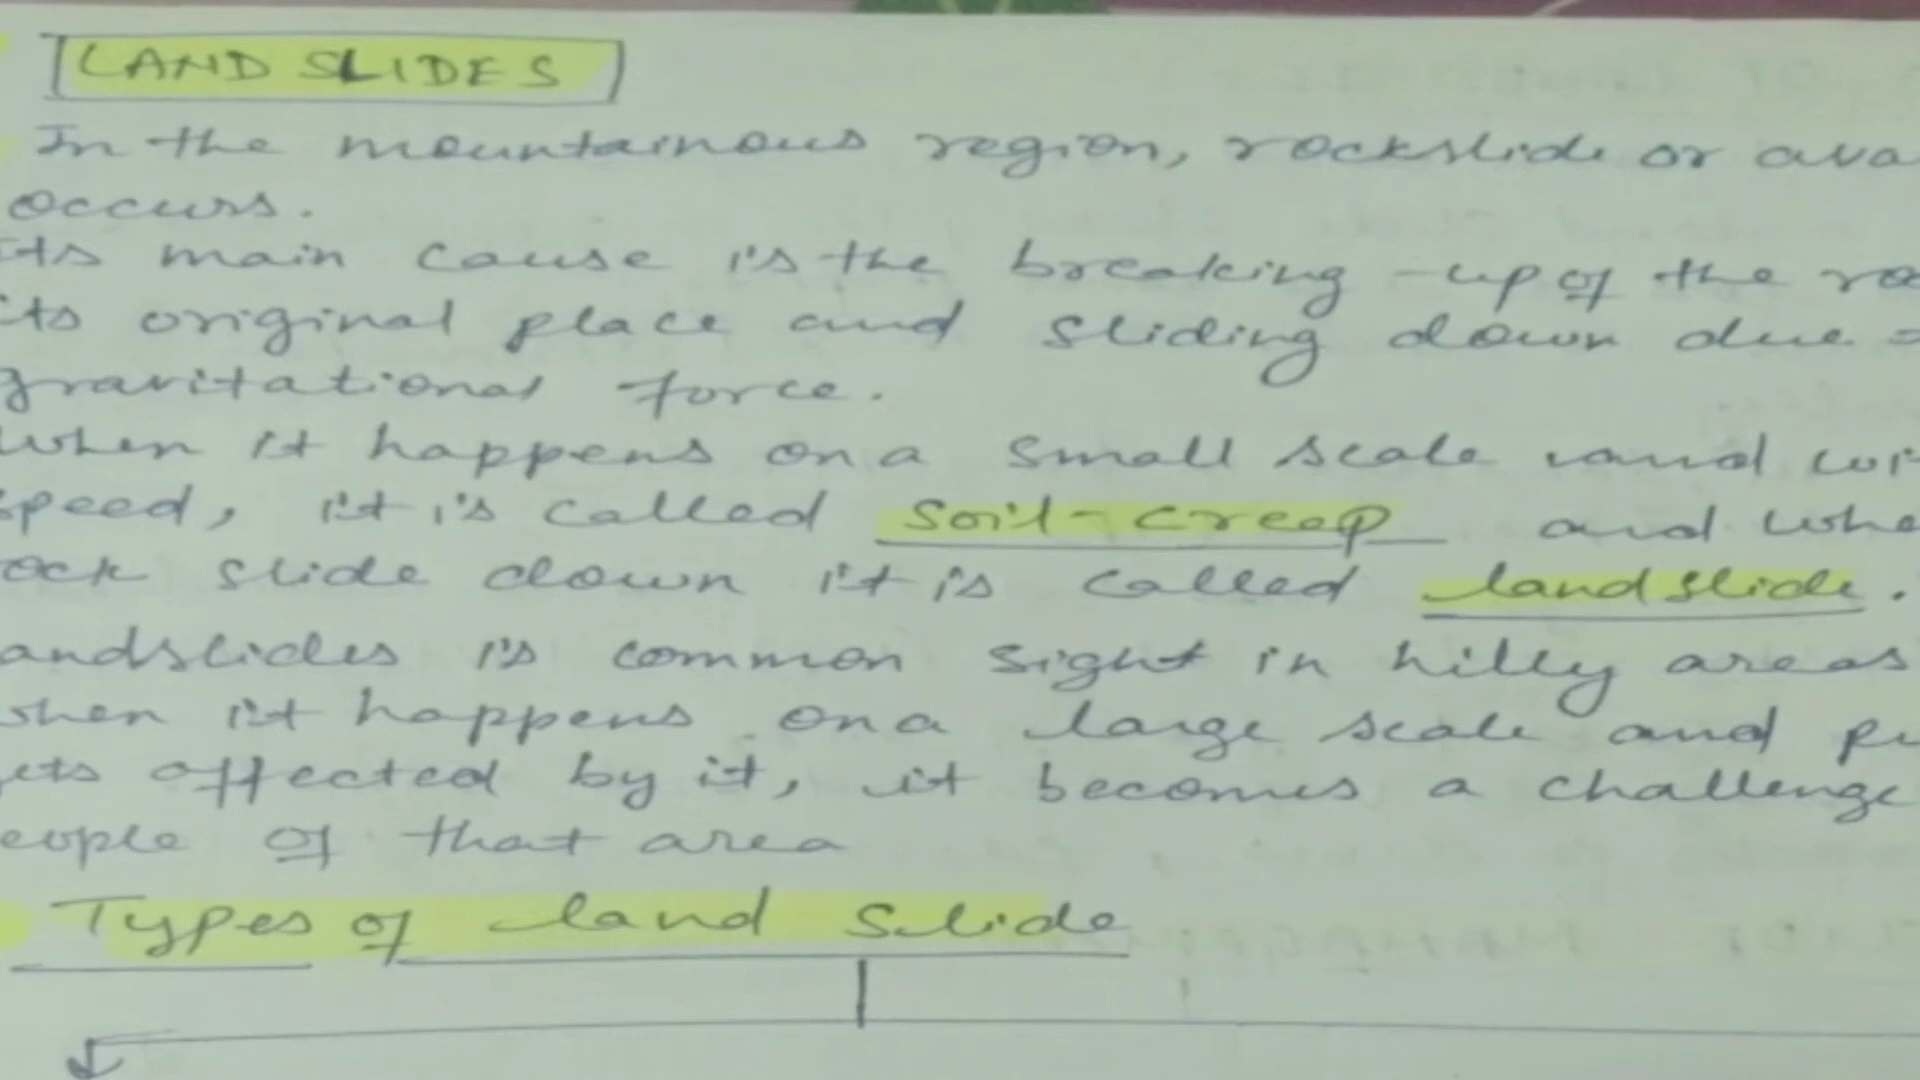 LAND SLIDES
In the mountainous region, rockslide or ava
occurs.
its main cause is the breaking-up of the ro
its original place and sliding down due
gravitational force.
when it happens on a small scale and wi
speed, it is called soil-creep and whe
ock slide down it is called landslide.
andslides is common sight in hilly areas
when it happens on a large scale and pu
ets affected by it, it becomes a challenge
eople of that area
Types of land slide